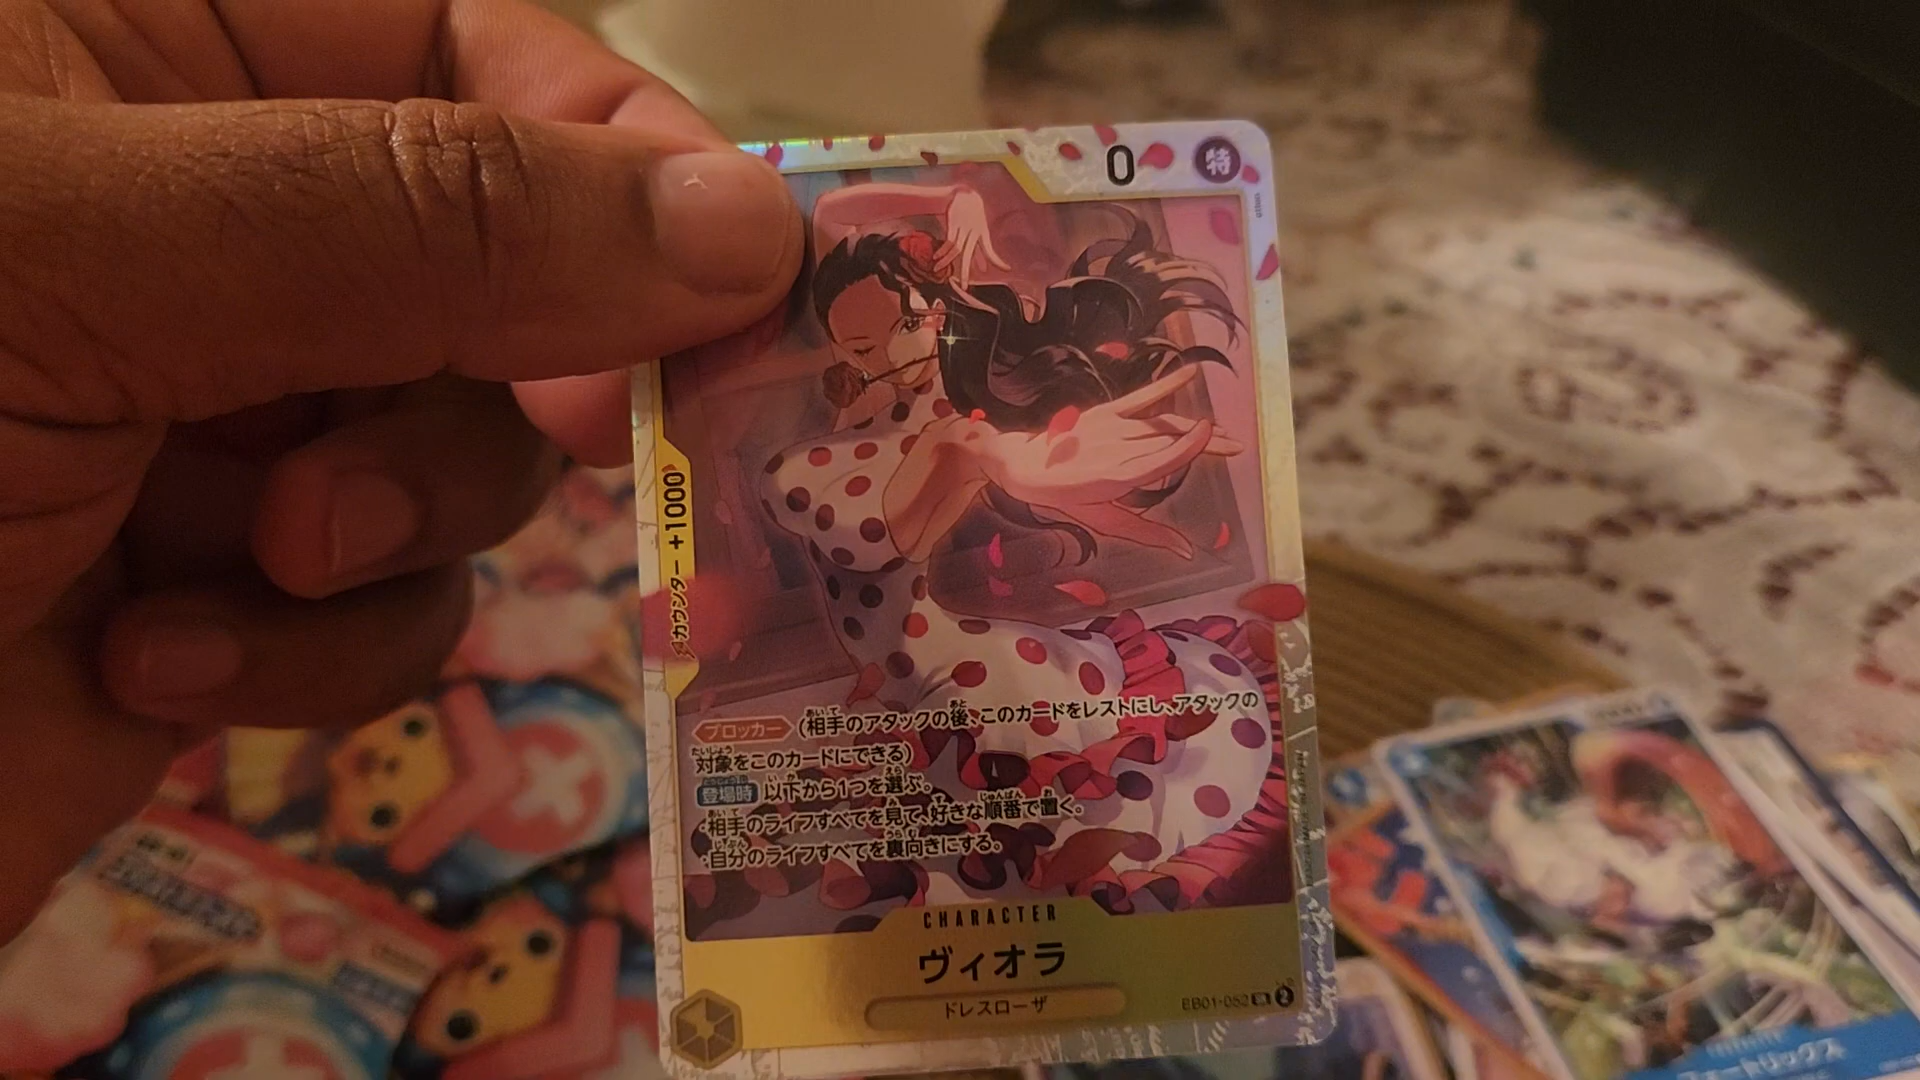 0
特
カウンター +1000
ブロッカー (相手のアタックの後、このカードをレストにし、アタックの
対象をこのカードにできる)
登場時 以下から1つを選ぶ。
・相手のライフすべてを見て、好きな順番で置く。
・自分のライフすべてを裏向きにする。
CHARACTER
ヴィオラ
ドレスローザ
EB01-052